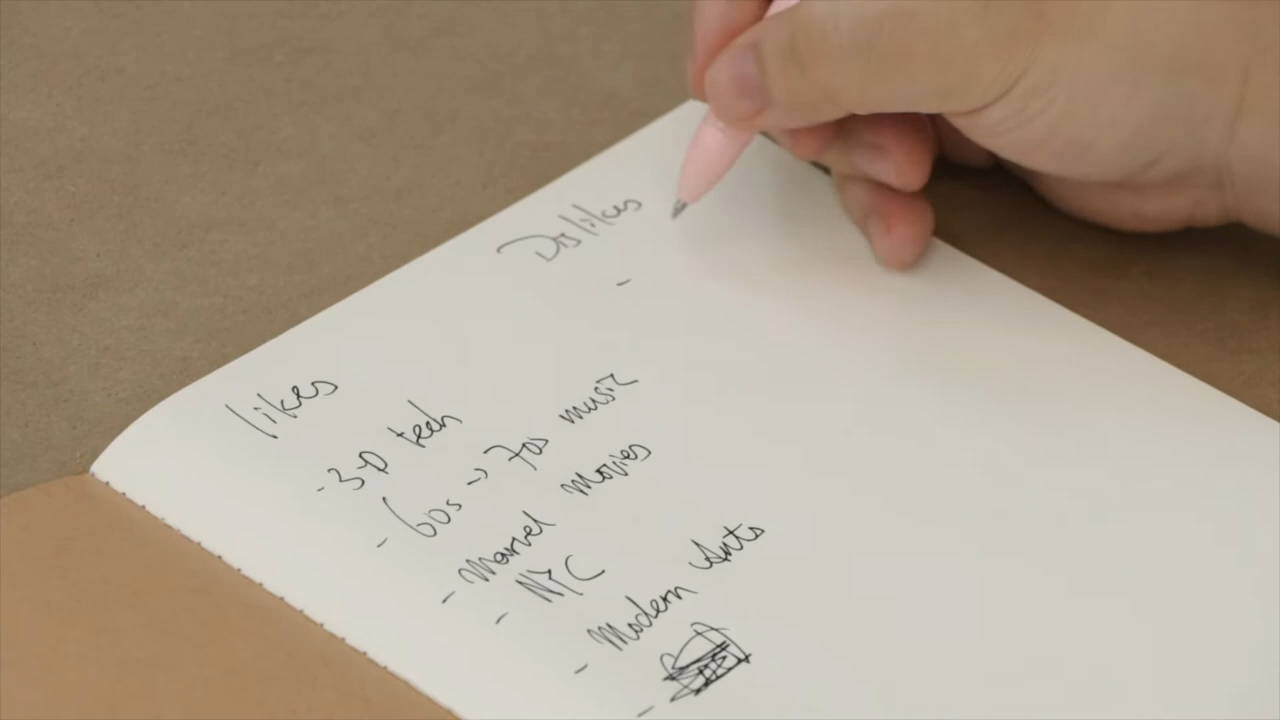 Dislikes
-
likes
- 3-D tech
- 60s -> 70s music
- Marvel Movies
- NYC
- Modern Arts
-